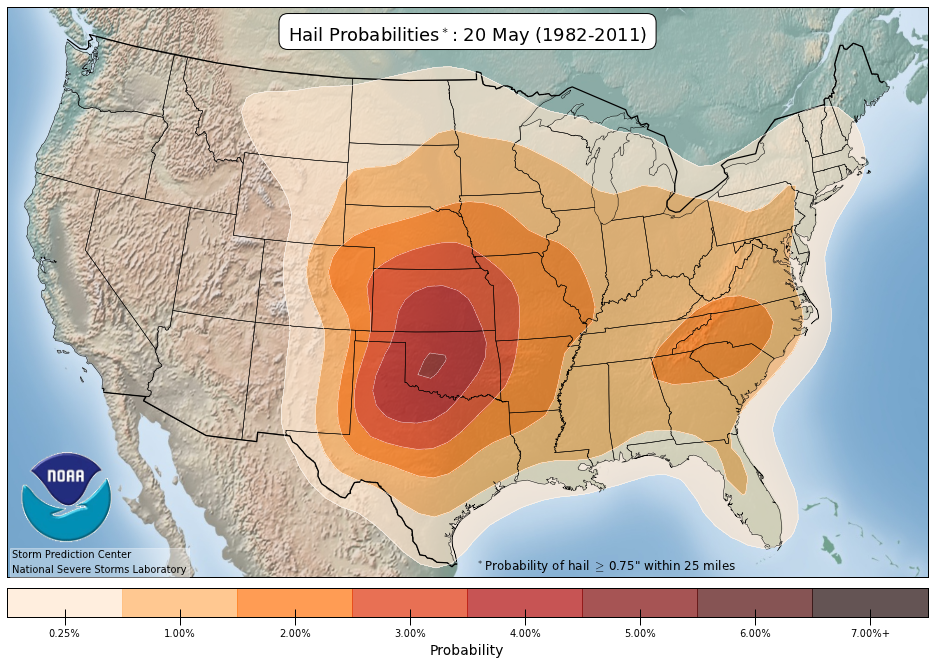 Hail Probabilities*: 20 May (1982-2011)
NOAA
Storm Prediction Center
National Severe Storms Laboratory
*Probability of hail ≥ 0.75" within 25 miles
0.25% 1.00% 2.00% 3.00% 4.00% 5.00% 6.00% 7.00%+
Probability